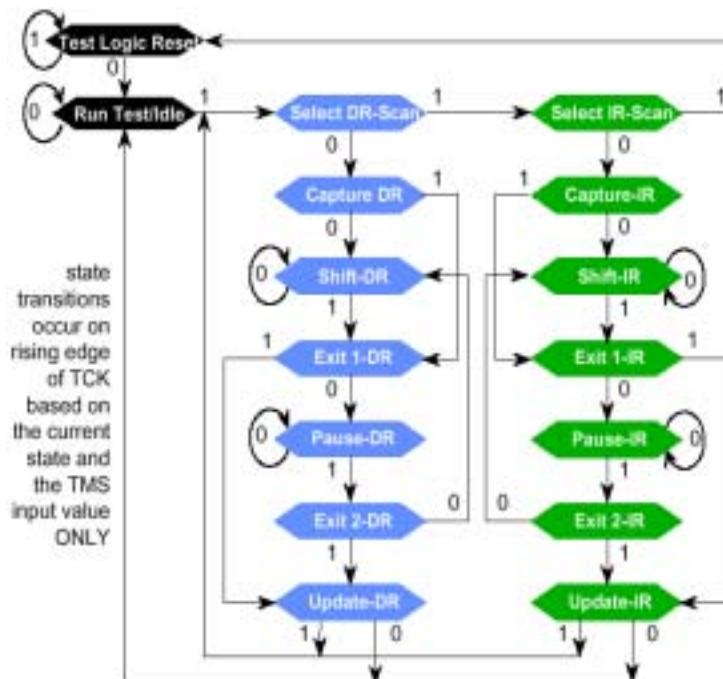 1 Test Logic Reset
0
0 Run Test/Idle 1 Select DR-Scan 1 Select IR-Scan 1
0 0
Capture DR 1 1 Capture-IR
0 0
0 Shift-DR Shift-IR 0
1 1
1 Exit 1-DR Exit 1-IR 1
0 0
0 Pause-DR Pause-IR 0
1 1
Exit 2-DR 0 0 Exit 2-IR
1 1
Update-DR Update-IR
1 0 1 0
state
transitions
occur on
rising edge
of TCK
based on
the current
state and
the TMS
input value
ONLY